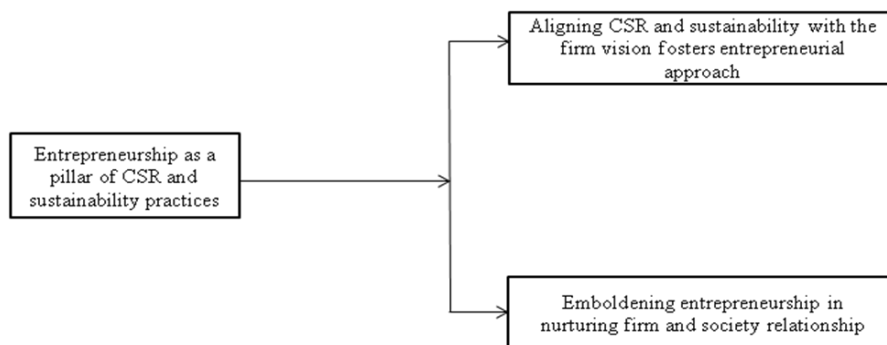 Aligning CSR and sustainability with the
firm vision fosters entrepreneurial
approach
Entrepreneurship as a
pillar of CSR and
sustainability practices
Emboldening entrepreneurship in
nurturing firm and society relationship